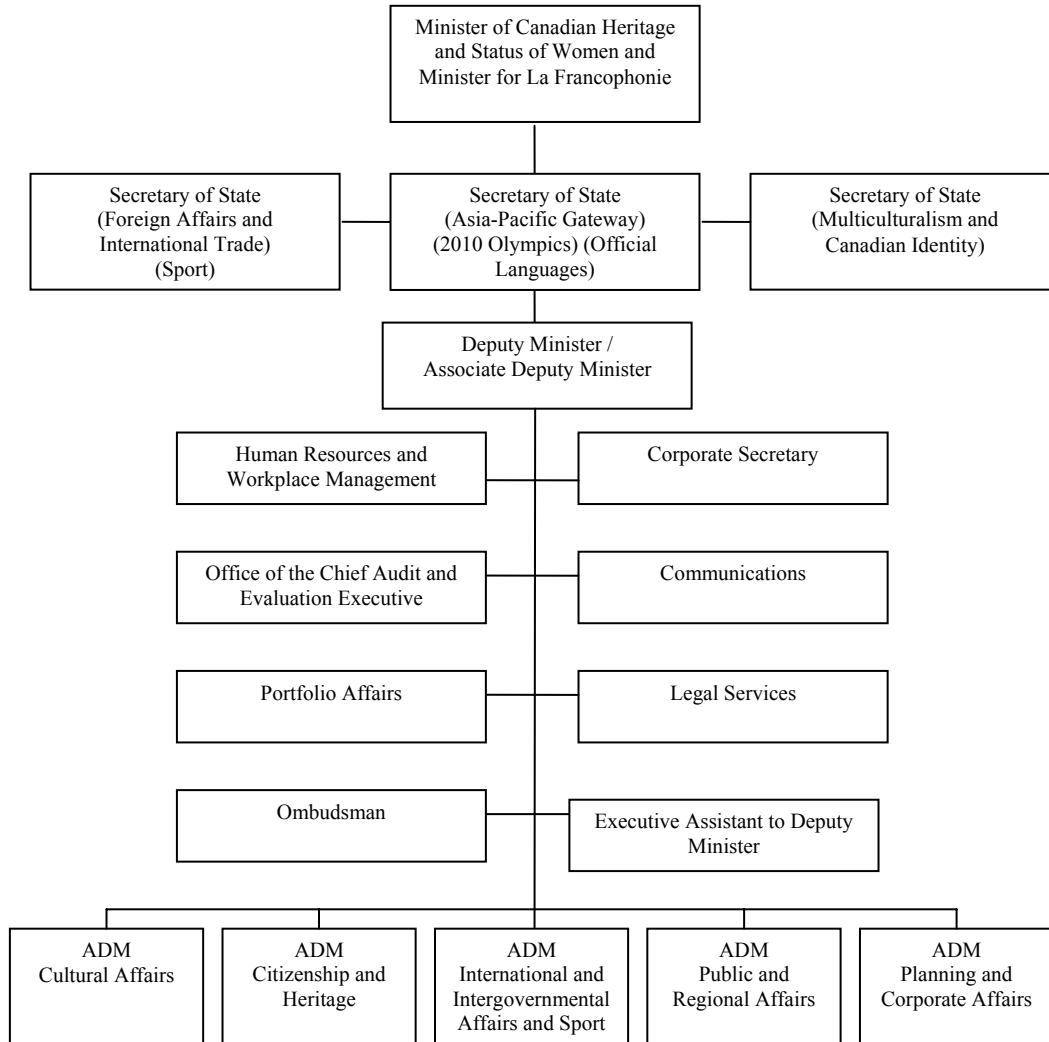 Minister of Canadian Heritage
and Status of Women and
Minister for La Francophonie
Secretary of State
(Foreign Affairs and
International Trade)
(Sport)
Secretary of State
(Asia-Pacific Gateway)
(2010 Olympics) (Official
Languages)
Secretary of State
(Multiculturalism and
Canadian Identity)
Deputy Minister /
Associate Deputy Minister
Human Resources and
Workplace Management
Corporate Secretary
Office of the Chief Audit and
Evaluation Executive
Communications
Portfolio Affairs
Legal Services
Ombudsman
Executive Assistant to Deputy
Minister
ADM
Cultural Affairs
ADM
Citizenship and
Heritage
ADM
International and
Intergovernmental
Affairs and Sport
ADM
Public and
Regional Affairs
ADM
Planning and
Corporate Affairs